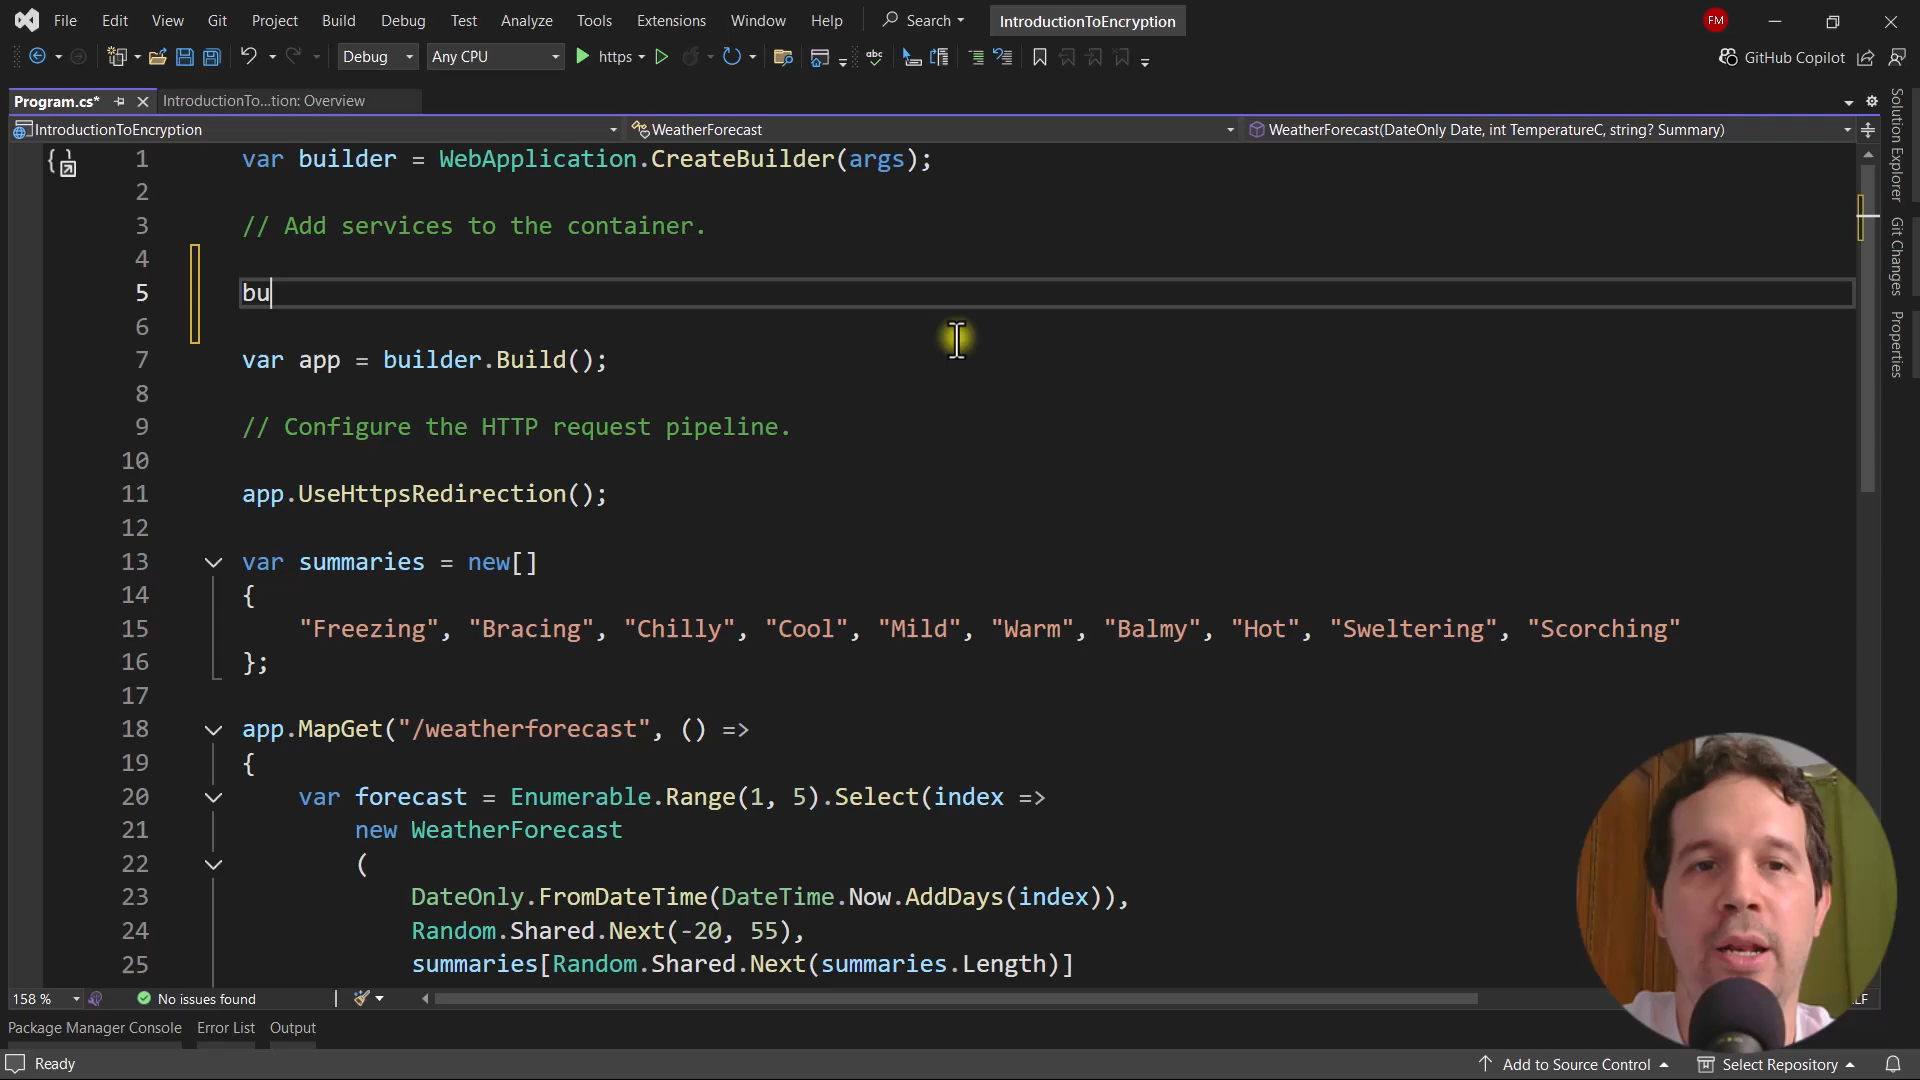 File Edit View Git Project Build Debug Test Analyze Tools Extensions Window Help Search IntroductionToEncryption FM
Debug Any CPU https abc GitHub Copilot
Program.cs* IntroductionTo...tion: Overview
IntroductionToEncryption WeatherForecast WeatherForecast(DateOnly Date, int TemperatureC, string? Summary)
1 var builder = WebApplication.CreateBuilder(args);
2
3 // Add services to the container.
4
5 bu
6
7 var app = builder.Build();
8
9 // Configure the HTTP request pipeline.
10
11 app.UseHttpsRedirection();
12
13 var summaries = new[]
14 {
15 "Freezing", "Bracing", "Chilly", "Cool", "Mild", "Warm", "Balmy", "Hot", "Sweltering", "Scorching"
16 };
17
18 app.MapGet("/weatherforecast", () =>
19 {
20 var forecast = Enumerable.Range(1, 5).Select(index =>
21 new WeatherForecast
22 (
23 DateOnly.FromDateTime(DateTime.Now.AddDays(index)),
24 Random.Shared.Next(-20, 55),
25 summaries[Random.Shared.Next(summaries.Length)]
Solution Explorer
Git Changes
Properties
158 % No issues found
Package Manager Console Error List Output
Ready Add to Source Control Select Repository